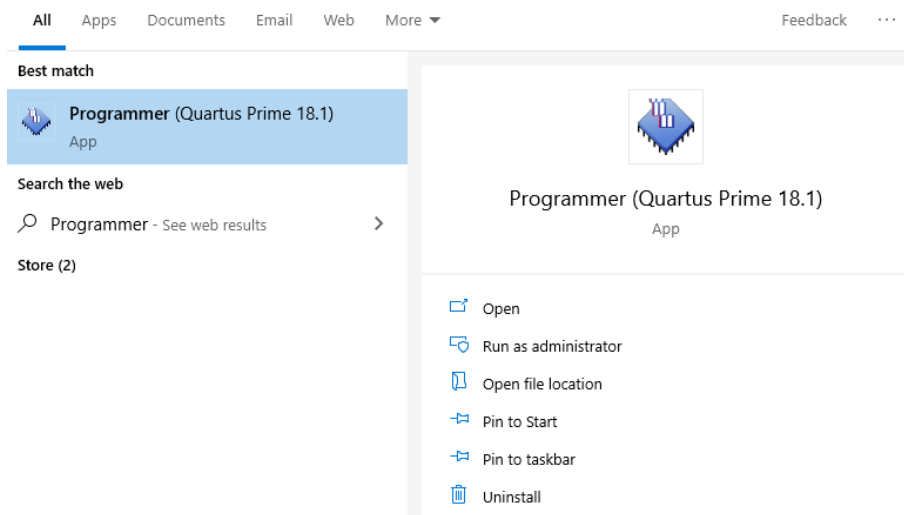 All Apps Documents Email Web More Feedback ...
Best match
Programmer (Quartus Prime 18.1)
App
Search the web
Programmer - See web results
Store (2)
Programmer (Quartus Prime 18.1)
App
Open
Run as administrator
Open file location
Pin to Start
Pin to taskbar
Uninstall